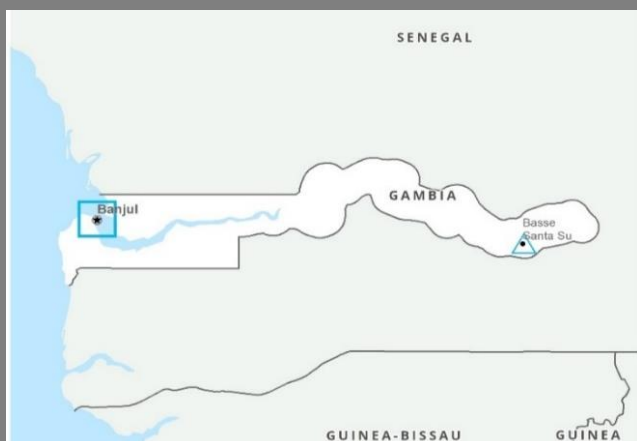 SENEGAL
Banjul
GAMBIA
Basse
Santa Su
GUINEA-BISSAU
GUINEA